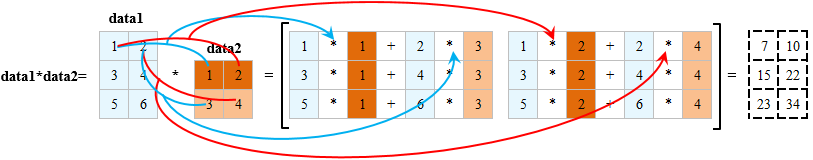 data1
data2
1 2 1 * 1 + 2 * 3 1 * 2 + 2 * 4 7 10
data1*data2= 3 4 * 1 2 = 3 * 1 + 4 * 3 3 * 2 + 4 * 4 = 15 22
5 6 3 4 5 * 1 + 6 * 3 5 * 2 + 6 * 4 23 34